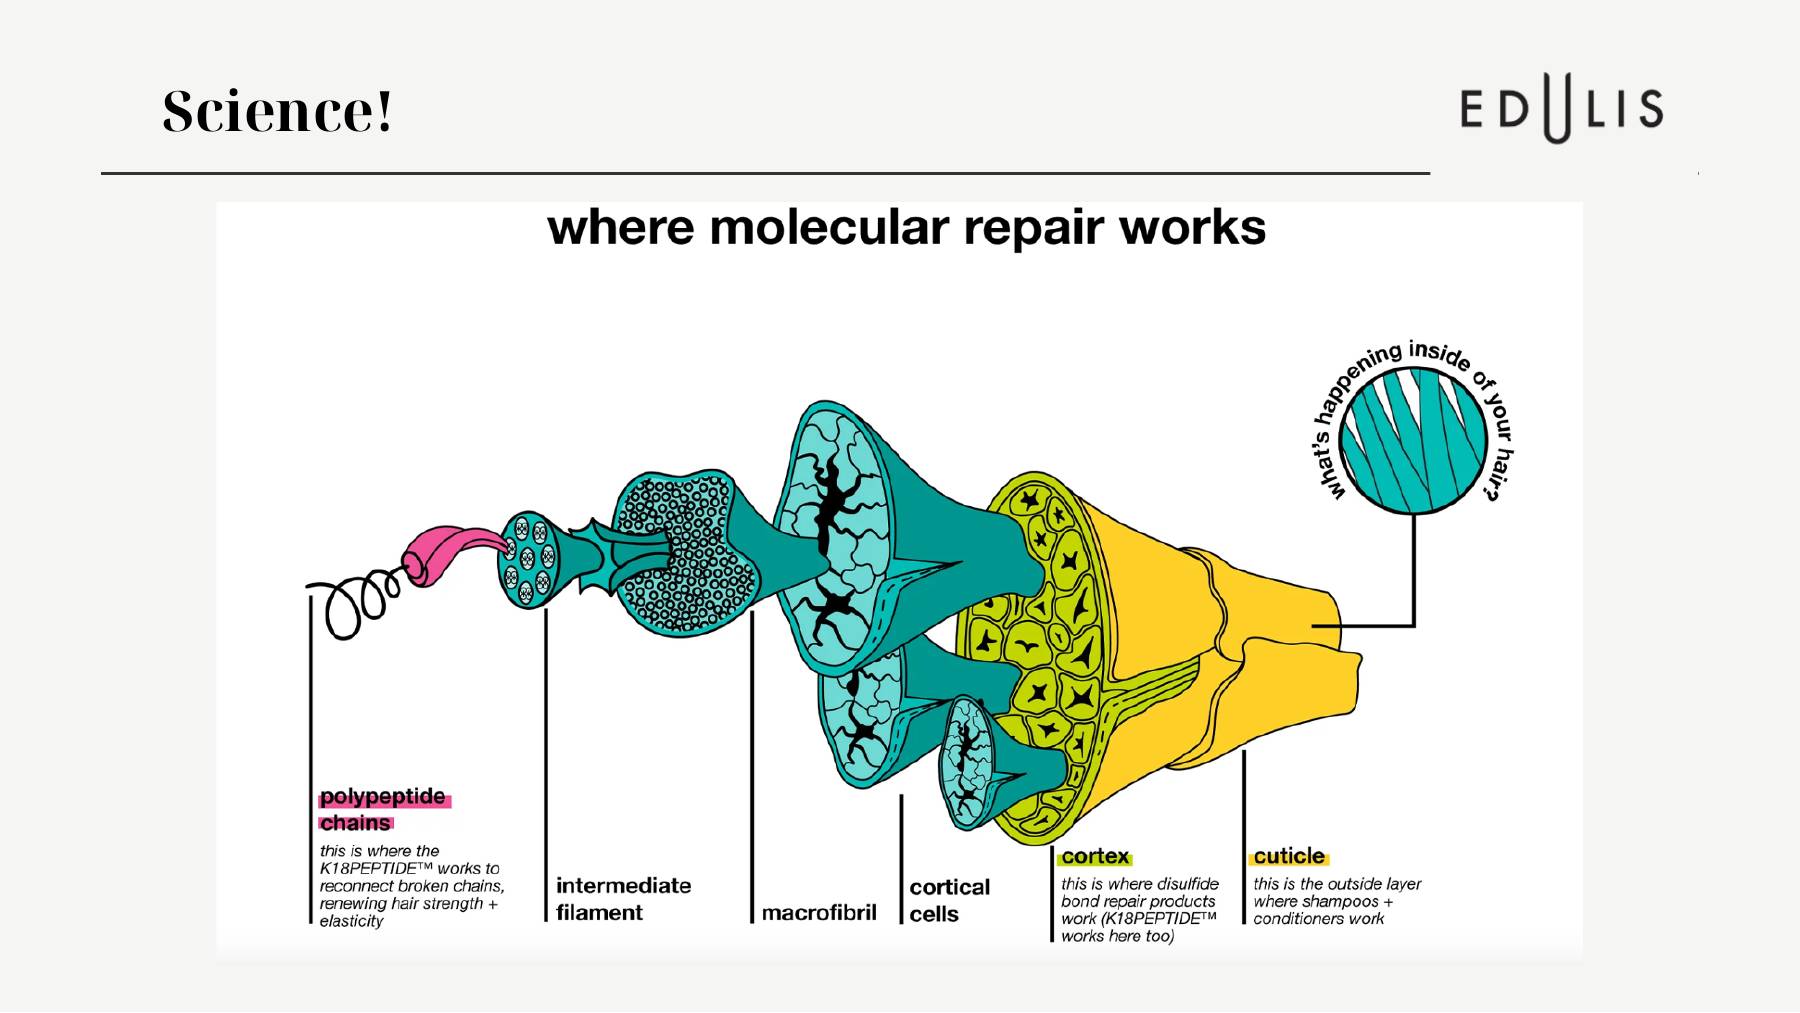 Science!
EDULIS
where molecular repair works
what's happening inside of your hair?
polypeptide
chains
this is where the
K18PEPTIDE™ works to
reconnect broken chains,
renewing hair strength +
elasticity
intermediate
filament
macrofibril
cortical
cells
cortex
this is where disulfide
bond repair products
work (K18PEPTIDE™
works here too)
cuticle
this is the outside layer
where shampoos +
conditioners work